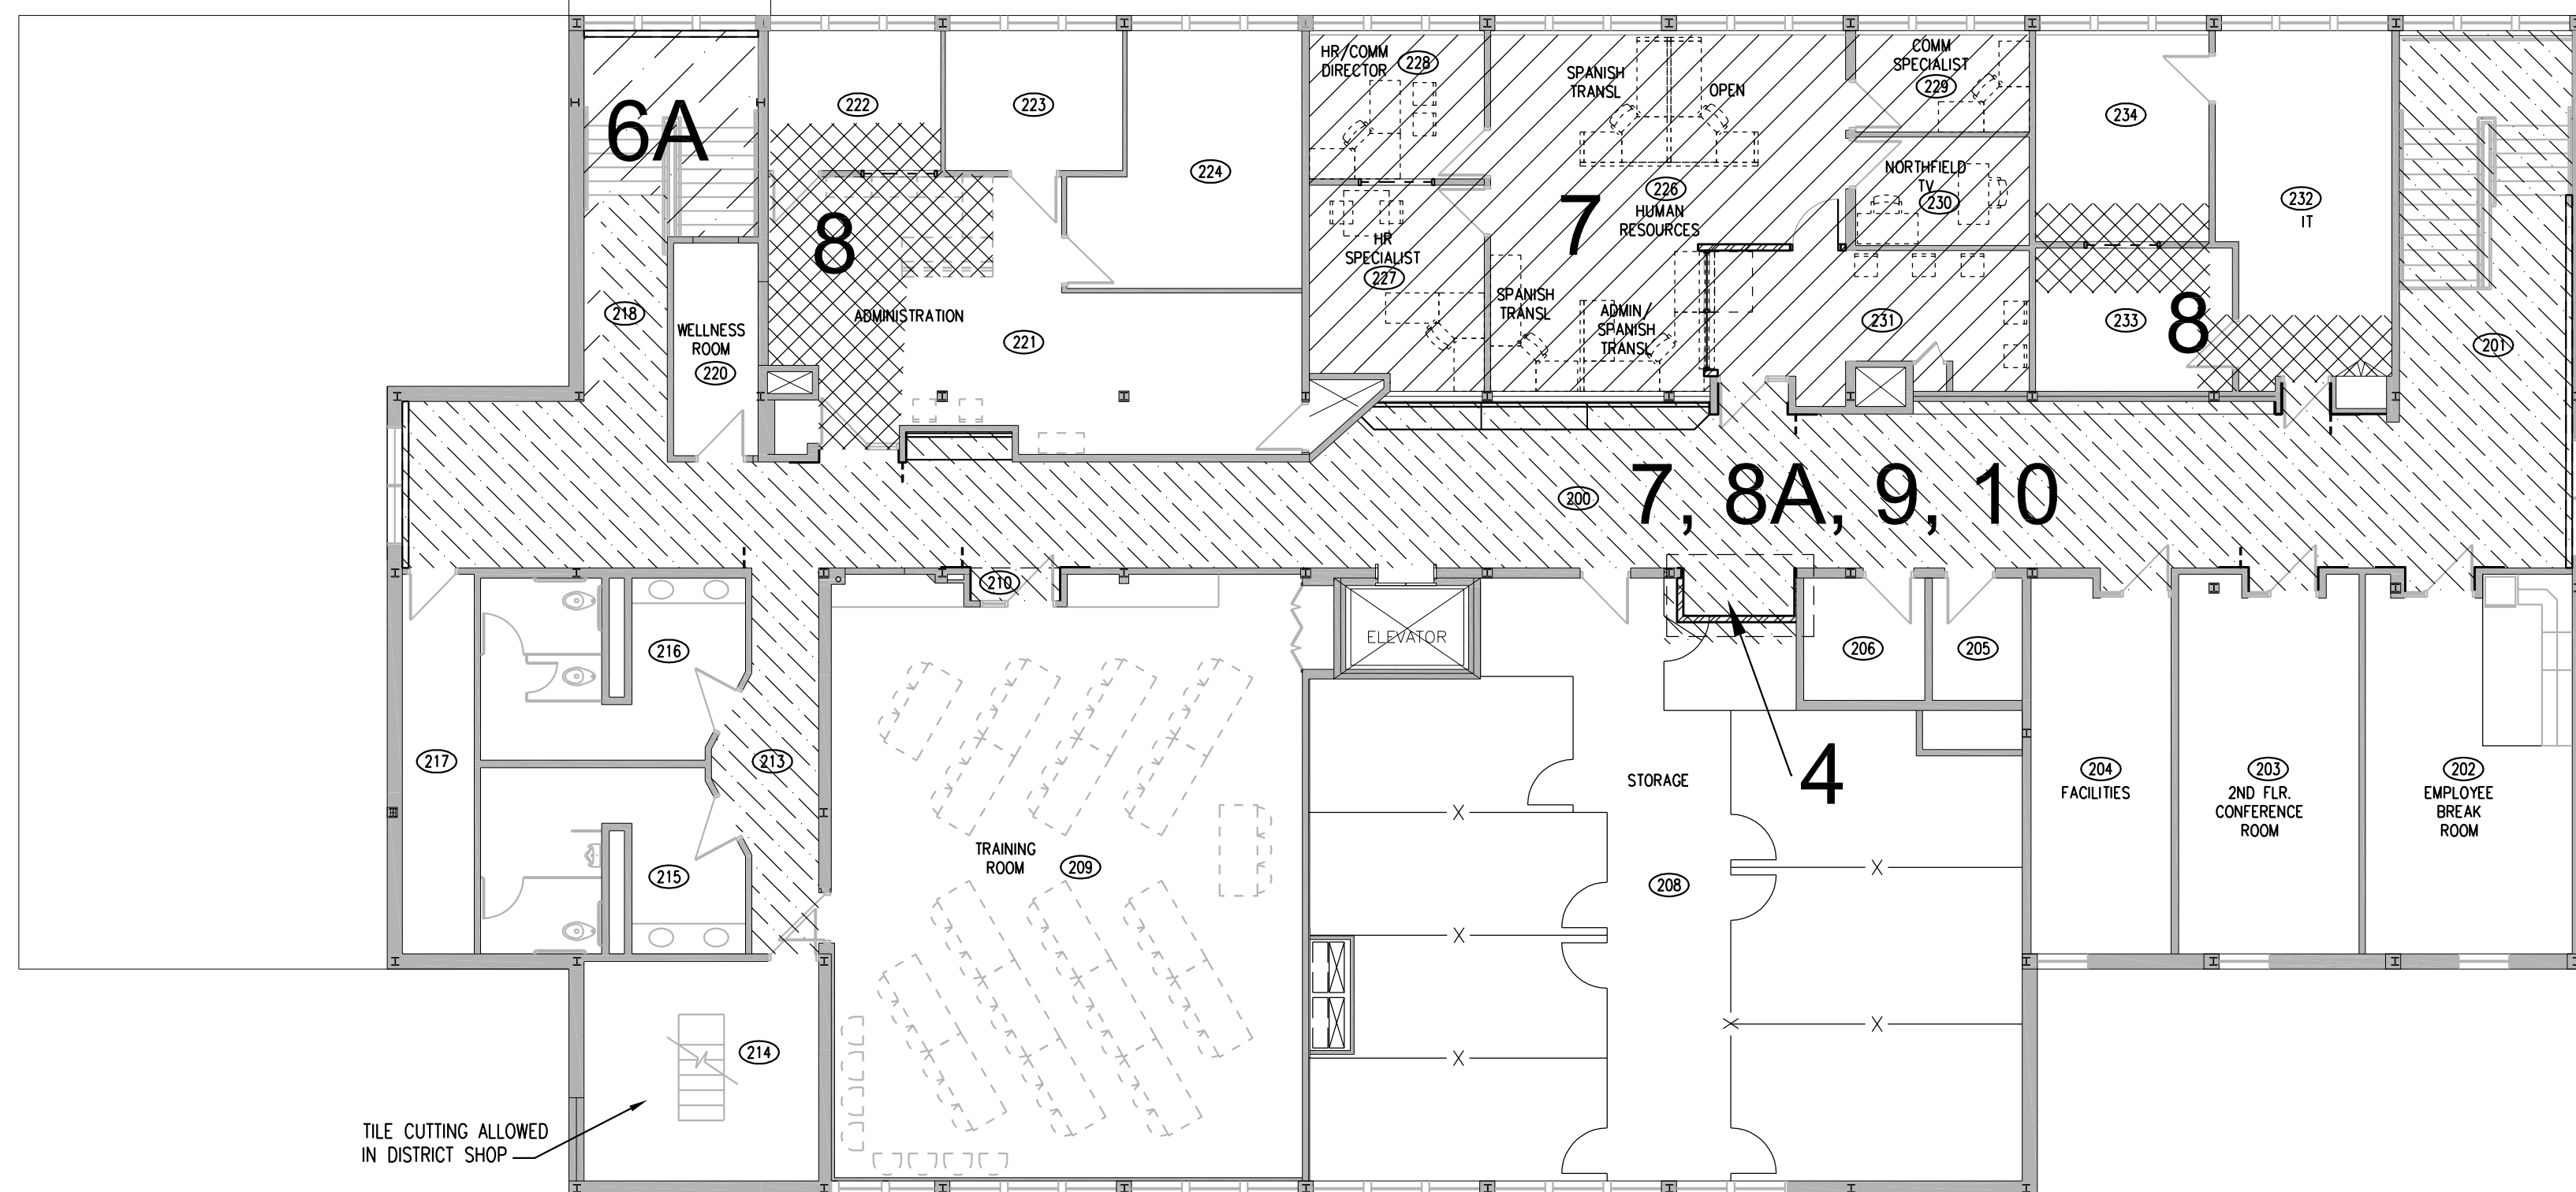 HR/COMM
DIRECTOR
228
SPANISH
TRANSL
OPEN
COMM
SPECIALIST
229
6A
222
223
224
234
NORTHFIELD
TV
230
226
HUMAN
RESOURCES
7
232
IT
8
HR
SPECIALIST
227
218
ADMINISTRATION
221
SPANISH
TRANSL
ADMIN/
SPANISH
TRANSL
231
233
8
201
WELLNESS
ROOM
220
200
7, 8A, 9, 10
210
ELEVATOR
216
206
205
217
213
STORAGE
4
204
FACILITIES
203
2ND FLR.
CONFERENCE
ROOM
202
EMPLOYEE
BREAK
ROOM
TRAINING
ROOM
209
215
208
214
TILE CUTTING ALLOWED
IN DISTRICT SHOP